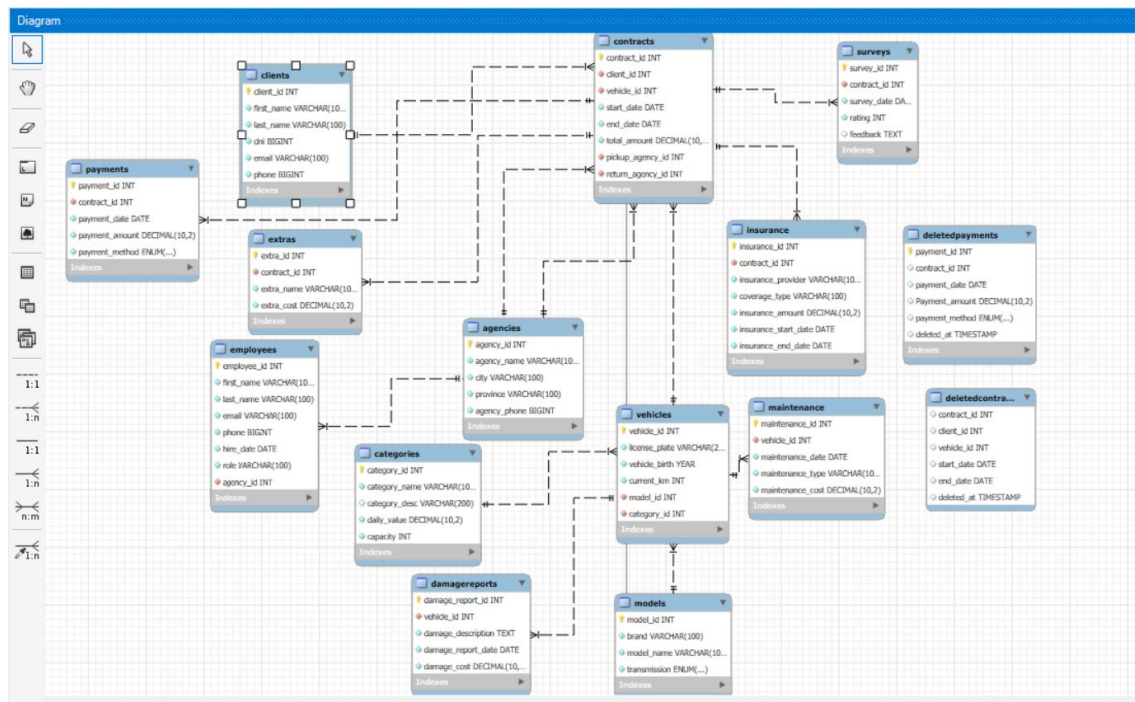 Diagram
contracts
contract_id INT
client_id INT
vehicle_id INT
start_date DATE
end_date DATE
total_amount DECIMAL(10,...
pickup_agency_id INT
return_agency_id INT
surveys
survey_id INT
contract_id INT
survey_date DA...
rating INT
feedback TEXT
Indexes
clients
client_id INT
first_name VARCHAR(10...
last_name VARCHAR(100)
dni BIGINT
email VARCHAR(100)
phone BIGINT
Indexes
payments
payment_id INT
contract_id INT
payment_date DATE
payment_amount DECIMAL(10,2)
payment_method ENUM(...)
Indexes
Indexes
extras
extra_id INT
contract_id INT
extra_name VARCHAR(10...
extra_cost DECIMAL(10,2)
Indexes
insurance
insurance_id INT
contract_id INT
insurance_provider VARCHAR(10...
coverage_type VARCHAR(100)
insurance_amount DECIMAL(10,2)
insurance_start_date DATE
insurance_end_date DATE
Indexes
deletedpayments
payment_id INT
contract_id INT
payment_date DATE
Payment_amount DECIMAL(10,2)
payment_method ENUM(...)
deleted_at TIMESTAMP
Indexes
agencies
agency_id INT
agency_name VARCHAR(10...
city VARCHAR(100)
province VARCHAR(100)
agency_phone BIGINT
Indexes
employees
employee_id INT
first_name VARCHAR(10...
last_name VARCHAR(100)
email VARCHAR(100)
phone BIGINT
hire_date DATE
role VARCHAR(100)
agency_id INT
Indexes
deletedcontra...
contract_id INT
client_id INT
vehicle_id INT
start_date DATE
end_date DATE
deleted_at TIMESTAMP
vehicles
vehicle_id INT
license_plate VARCHAR(2...
vehicle_birth YEAR
current_km INT
model_id INT
category_id INT
Indexes
maintenance
maintenance_id INT
vehicle_id INT
maintenance_date DATE
maintenance_type VARCHAR(10...
maintenance_cost DECIMAL(10,2)
Indexes
categories
category_id INT
category_name VARCHAR(10...
category_desc VARCHAR(200)
daily_value DECIMAL(10,2)
capacity INT
Indexes
damagereports
damage_report_id INT
vehicle_id INT
damage_description TEXT
damage_report_date DATE
damage_cost DECIMAL(10,...
Indexes
models
model_id INT
brand VARCHAR(100)
model_name VARCHAR(10...
transmission ENUM(...)
Indexes
1:1
1:n
1:1
1:n
n:m
1:n